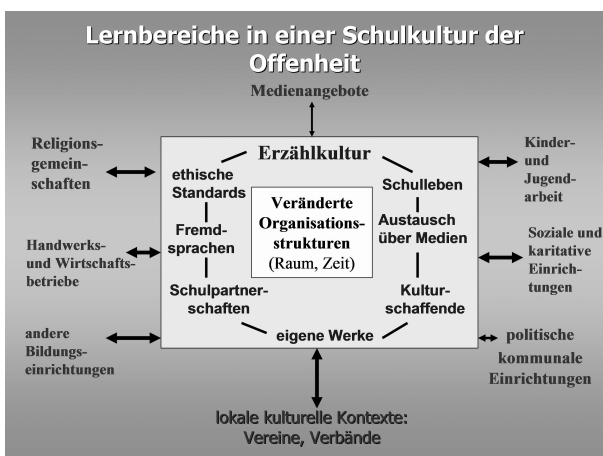 Lernbereiche in einer Schulkultur der
Offenheit
Medienangebote
Religions-
gemein-
schaften
Handwerks-
und Wirtschafts-
betriebe
andere
Bildungs-
einrichtungen
Erzählkultur
ethische
Standards
Fremd-
sprachen
Schulpartner-
schaften
Veränderte
Organisations-
strukturen
(Raum, Zeit)
Schulleben
Austausch
über Medien
Kultur-
schaffende
eigene Werke
Kinder-
und
Jugend-
arbeit
Soziale und
karitative
Einrich-
tungen
politische
kommunale
Einrichtungen
lokale kulturelle Kontexte:
Vereine, Verbände